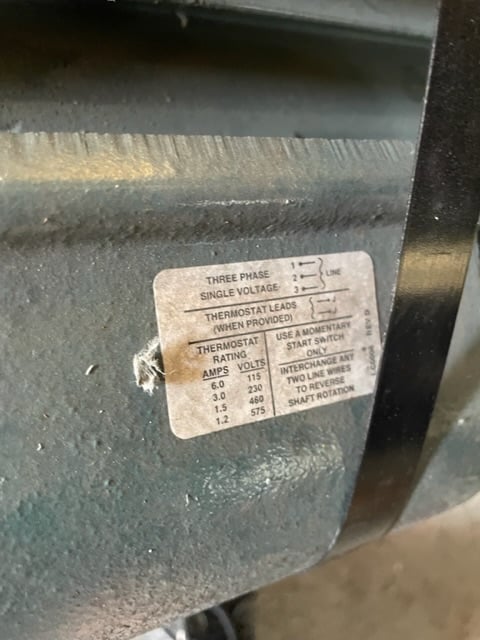 THREE PHASE
SINGLE VOLTAGE
1
2
3
LINE
THERMOSTAT LEADS
(WHEN PROVIDED)
THERMOSTAT
RATING
AMPS VOLTS
6.0 115
3.0 230
1.5 460
1.2 575
USE A MOMENTARY
START SWITCH
ONLY
INTERCHANGE ANY
TWO LINE WIRES
TO REVERSE
SHAFT ROTATION
REV D